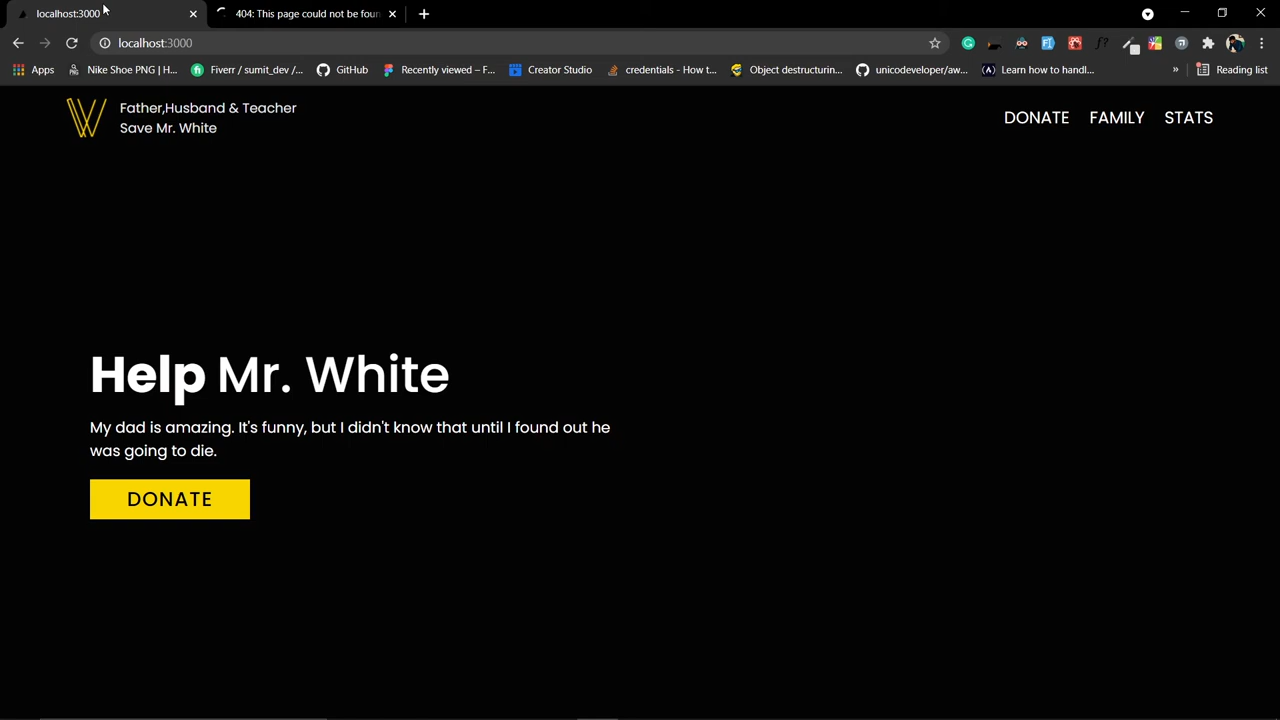 localhost:3000
404: This page could not be foun
localhost:3000
Apps
Nike Shoe PNG | H...
Fiverr / sumit_dev /...
GitHub
Recently viewed – F...
Creator Studio
credentials - How t...
Object destructurin...
unicodeveloper/aw...
Learn how to handl...
»
Reading list
Father,Husband & Teacher
Save Mr. White
DONATE
FAMILY
STATS
Help Mr. White
My dad is amazing. It's funny, but I didn't know that until I found out he
was going to die.
DONATE